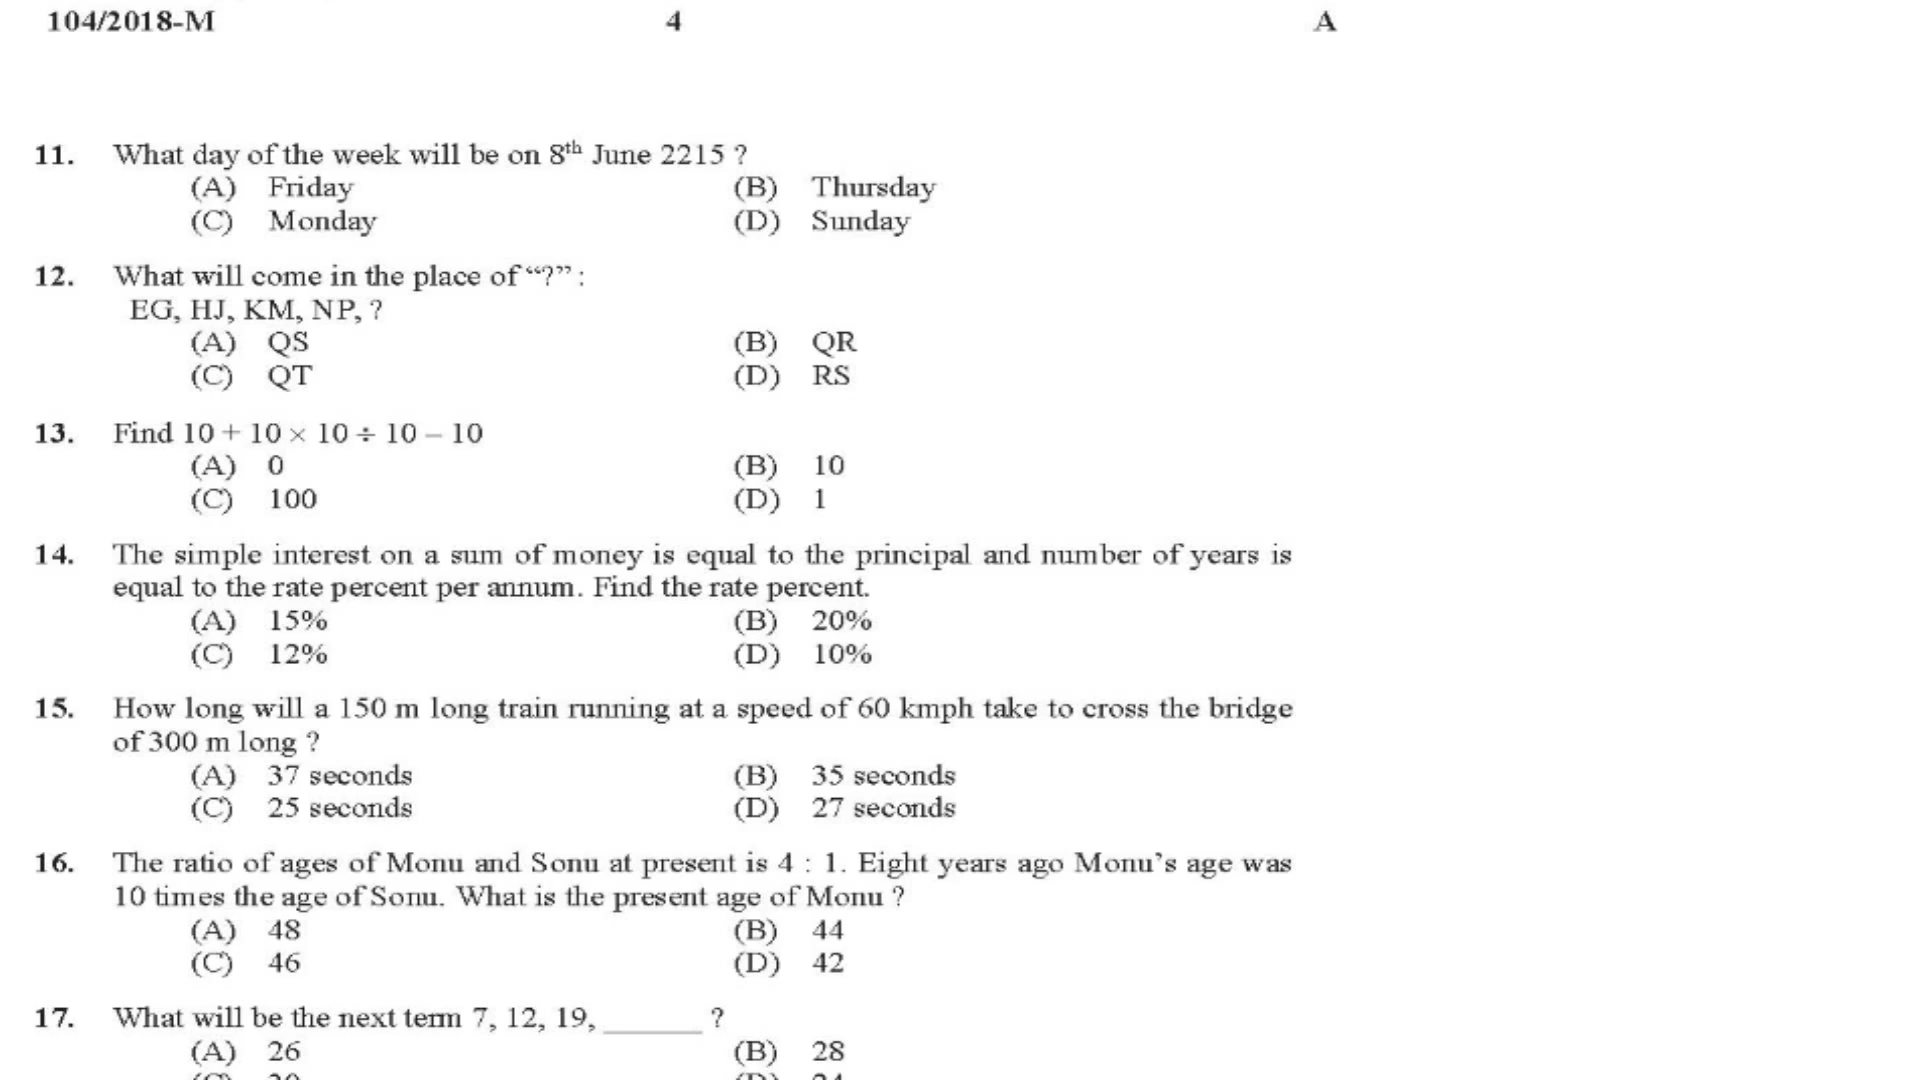 104/2018-M 4 A
11. What day of the week will be on 8th June 2215 ?
(A) Friday (B) Thursday
(C) Monday (D) Sunday
12. What will come in the place of “?” :
EG, HJ, KM, NP, ?
(A) QS (B) QR
(C) QT (D) RS
13. Find 10 + 10 × 10 ÷ 10 – 10
(A) 0 (B) 10
(C) 100 (D) 1
14. The simple interest on a sum of money is equal to the principal and number of years is
equal to the rate percent per annum. Find the rate percent.
(A) 15% (B) 20%
(C) 12% (D) 10%
15. How long will a 150 m long train running at a speed of 60 kmph take to cross the bridge
of 300 m long ?
(A) 37 seconds (B) 35 seconds
(C) 25 seconds (D) 27 seconds
16. The ratio of ages of Monu and Sonu at present is 4 : 1. Eight years ago Monu’s age was
10 times the age of Sonu. What is the present age of Monu ?
(A) 48 (B) 44
(C) 46 (D) 42
17. What will be the next term 7, 12, 19, _______ ?
(A) 26 (B) 28